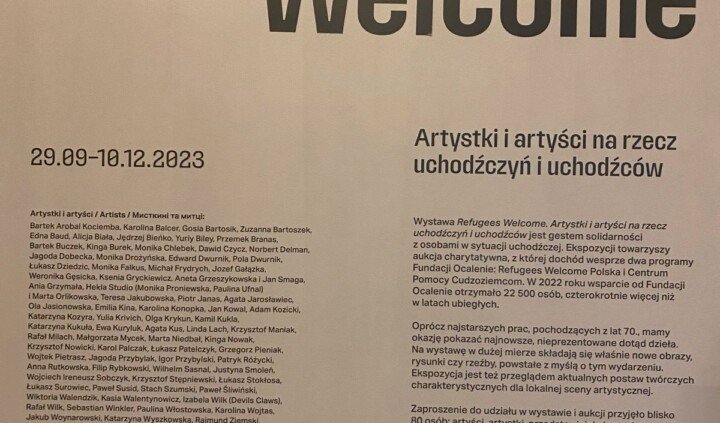 Welcome
29.09–10.12.2023
Artystki i artyści / Artists / Мисткині та митці:
Bartek Arobal Kociemba, Karolina Balcer, Gosia Bartosik, Zuzanna Bartoszek,
Edna Baud, Alicja Biała, Jędrzej Bieńko, Yuriy Biley, Przemek Branas,
Bartek Buczek, Kinga Burek, Monika Chlebek, Dawid Czycz, Norbert Delman,
Jagoda Dobecka, Monika Drożyńska, Edward Dwurnik, Pola Dwurnik,
Łukasz Dziedzic, Monika Falkus, Michał Frydrych, Józef Gałązka,
Weronika Gęsicka, Ksenia Gryckiewicz, Aneta Grzeszykowska i Jan Smaga,
Ania Grzymała, Hekla Studio (Monika Proniewska, Paulina Ufnal)
i Marta Orlikowska, Teresa Jakubowska, Piotr Janas, Agata Jarosławiec,
Ola Jasionowska, Emilia Kina, Karolina Konopka, Jan Kowal, Adam Kozicki,
Katarzyna Kozyra, Yulia Krivich, Olga Krykun, Kamil Kukla,
Katarzyna Kukuła, Ewa Kuryluk, Agata Kus, Linda Lach, Krzysztof Maniak,
Rafał Milach, Małgorzata Mycek, Marta Niedbał, Kinga Nowak,
Krzysztof Nowicki, Karol Palczak, Łukasz Patelczyk, Grzegorz Pieniak,
Wojtek Pietrasz, Jagoda Przybylak, Igor Przybylski, Patryk Różycki,
Anna Rutkowska, Filip Rybkowski, Wilhelm Sasnal, Justyna Smoleń,
Wojciech Ireneusz Sobczyk, Krzysztof Stępniewski, Łukasz Stokłosa,
Łukasz Surowiec, Paweł Susid, Stach Szumski, Paweł Śliwiński,
Wiktoria Walendzik, Kasia Walentynowicz, Izabela Wilk (Devils Claws),
Rafał Wilk, Sebastian Winkler, Paulina Włostowska, Karolina Wojtas,
Jakub Woynarowski, Katarzyna Wyszkowska, Rajmund Ziemski,
Artystki i artyści na rzecz
uchodźczyń i uchodźców
Wystawa Refugees Welcome. Artystki i artyści na rzecz
uchodźczyń i uchodźców jest gestem solidarności
z osobami w sytuacji uchodźczej. Ekspozycji towarzyszy
aukcja charytatywna, z której dochód wesprze dwa programy
Fundacji Ocalenie: Refugees Welcome Polska i Centrum
Pomocy Cudzoziemcom. W 2022 roku wsparcie od Fundacji
Ocalenie otrzymało 22 500 osób, czterokrotnie więcej niż
w latach ubiegłych.
Oprócz najstarszych prac, pochodzących z lat 70., mamy
okazję pokazać najnowsze, nieprezentowane dotąd dzieła.
Na wystawę w dużej mierze składają się właśnie nowe obrazy,
rysunki czy rzeźby, powstałe z myślą o tym wydarzeniu.
Ekspozycja jest też przeglądem aktualnych postaw twórczych
charakterystycznych dla lokalnej sceny artystycznej.
Zaproszenie do udziału w wystawie i aukcji przyjęło blisko
80 osób: artyści, artystki,